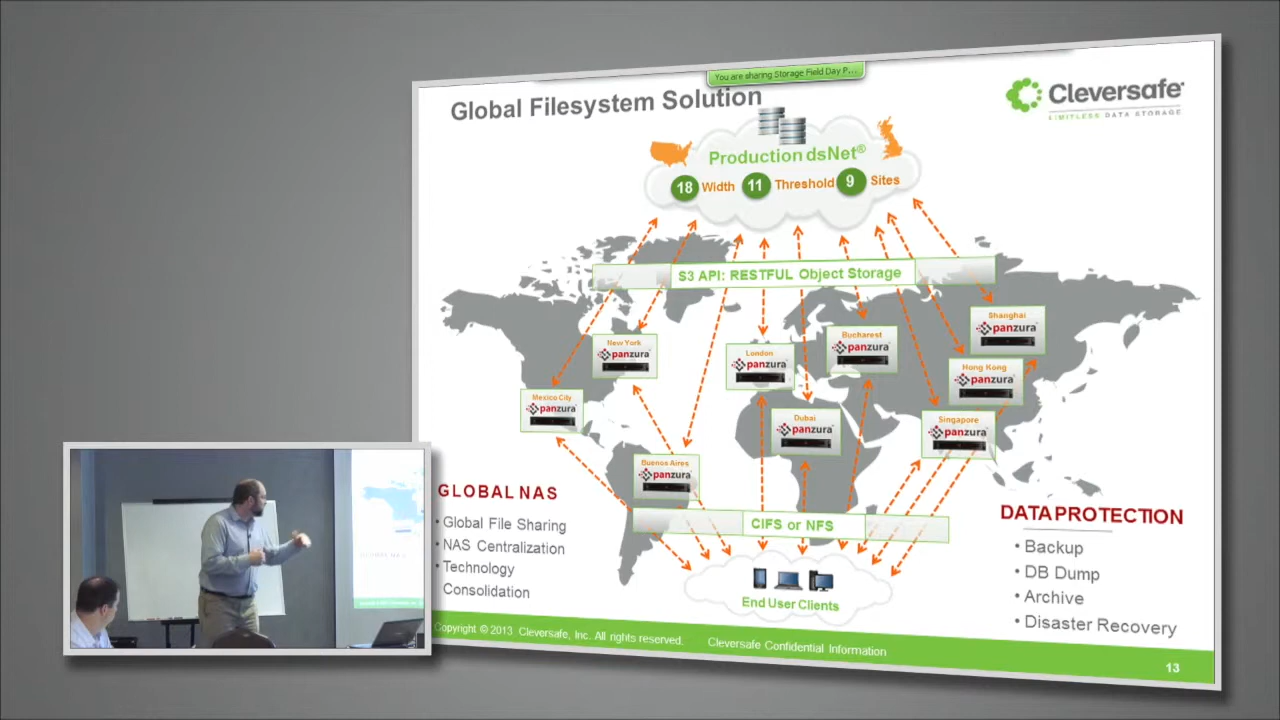 You are sharing Storage Field Day P...
Global Filesystem Solution
Cleversafe
LIMITLESS DATA STORAGE
Production dsNet®
18 Width 11 Threshold 9 Sites
S3 API: RESTFUL Object Storage
Shanghai
panzura
New York
panzura
London
panzura
Bucharest
panzura
Hong Kong
panzura
Mexico City
panzura
Dubai
panzura
Singapore
panzura
Buenos Aires
panzura
GLOBAL NAS
• Global File Sharing
• NAS Centralization
• Technology
Consolidation
CIFS or NFS
End User Clients
DATA PROTECTION
• Backup
• DB Dump
• Archive
• Disaster Recovery
Copyright © 2013 Cleversafe, Inc. All rights reserved. Cleversafe Confidential Information
13